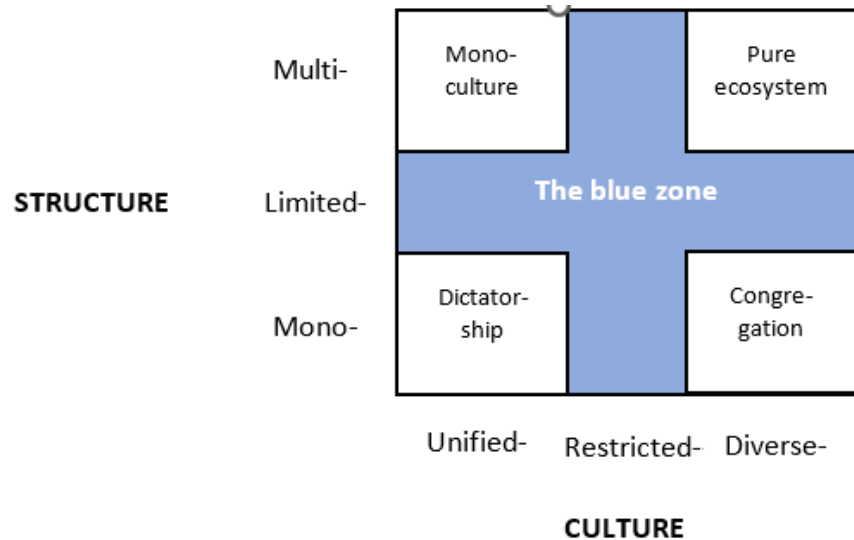 Multi-
Mono-
culture
Pure
ecosystem
STRUCTURE
Limited-
The blue zone
Mono-
Dictator-
ship
Congre-
gation
Unified-
Restricted-
Diverse-
CULTURE